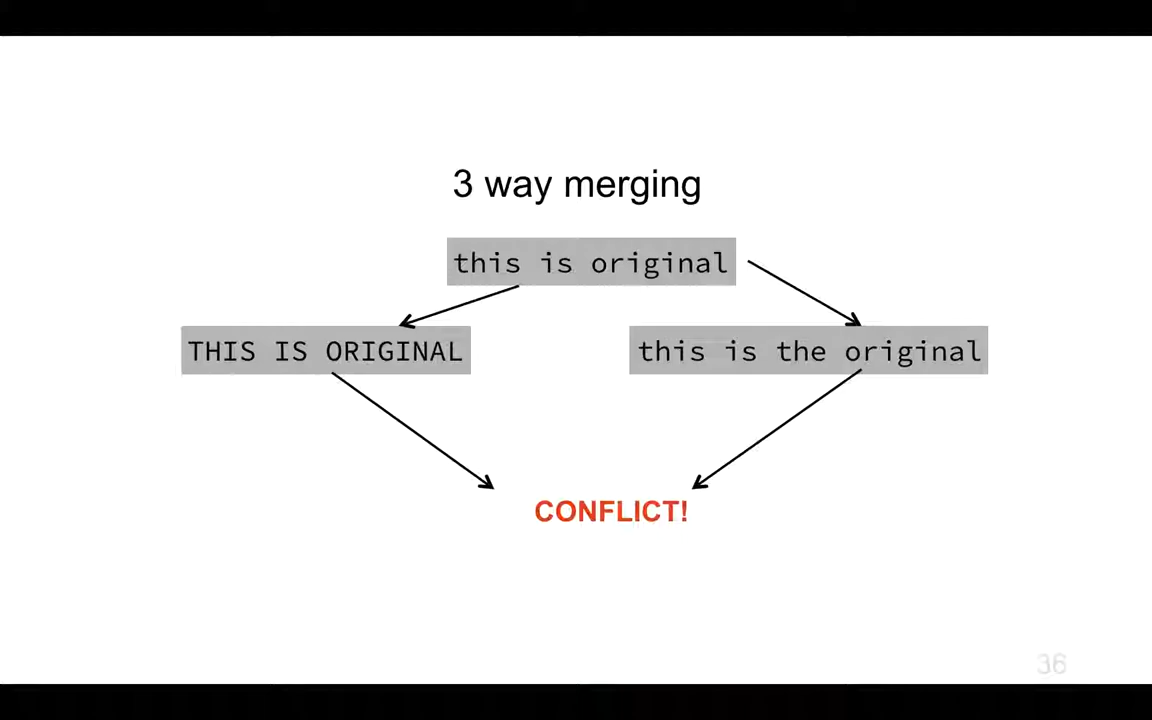 3 way merging
this is original
THIS IS ORIGINAL
this is the original
CONFLICT!
36